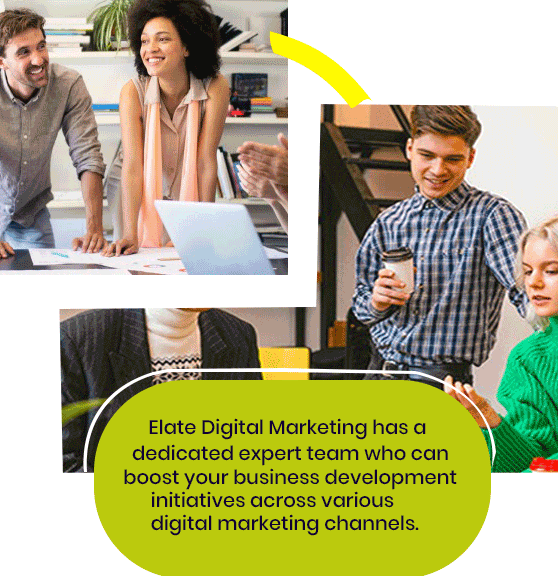 Elate Digital Marketing has a
dedicated expert team who can
boost your business development
initiatives across various
digital marketing channels.